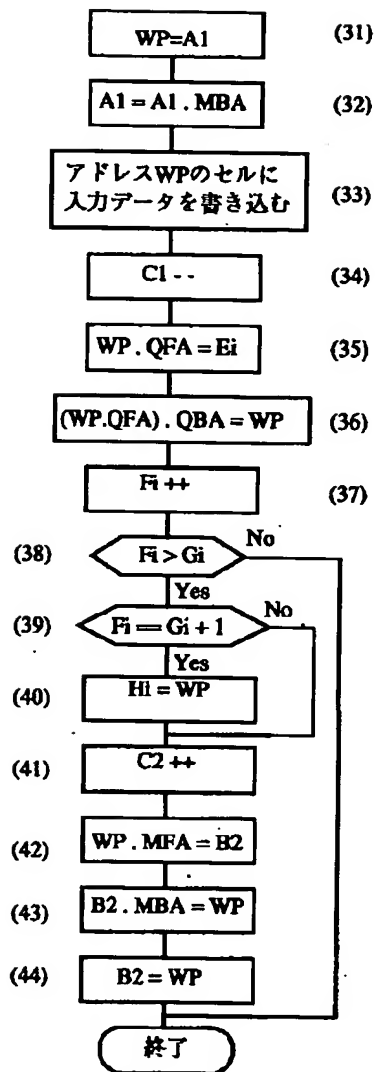 WP=A1 (31)
A1 = A1 . MBA (32)
アドレスWPのセルに
入力データを書き込む (33)
C1 - - (34)
WP . QFA = Ei (35)
(WP.QFA) . QBA = WP (36)
Fi ++ (37)
(38) Fi > Gi No
Yes
(39) Fi == Gi + 1 No
Yes
(40) Hi = WP
(41) C2 ++
(42) WP . MFA = B2
(43) B2 . MBA = WP
(44) B2 = WP
終了